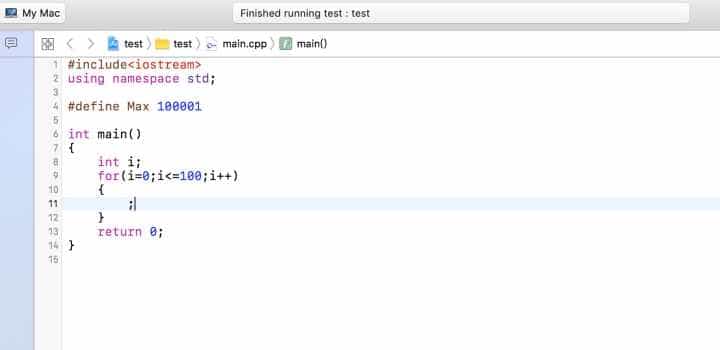 My Mac
Finished running test : test
test
test
main.cpp
main()
1 #include<iostream>
2 using namespace std;
3
4 #define Max 100001
5
6 int main()
7 {
8     int i;
9     for(i=0;i<=100;i++)
10     {
11         ;
12     }
13     return 0;
14 }
15